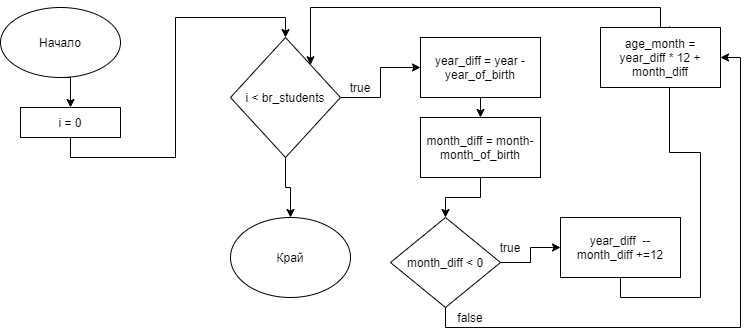 Начало
i = 0
i < br_students
true
Край
year_diff = year -
year_of_birth
month_diff = month-
month_of_birth
month_diff < 0
true
false
year_diff --
month_diff +=12
age_month =
year_diff * 12 +
month_diff